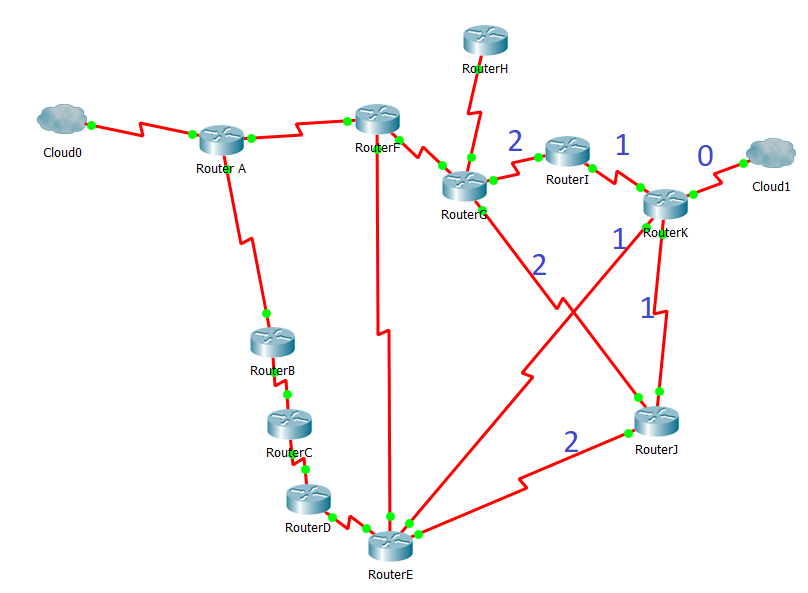 RouterH
Cloud0
Router A
RouterF
2
RouterI
1
0
Cloud1
RouterG
RouterK
1
2
1
RouterB
RouterC
RouterJ
2
RouterD
RouterE